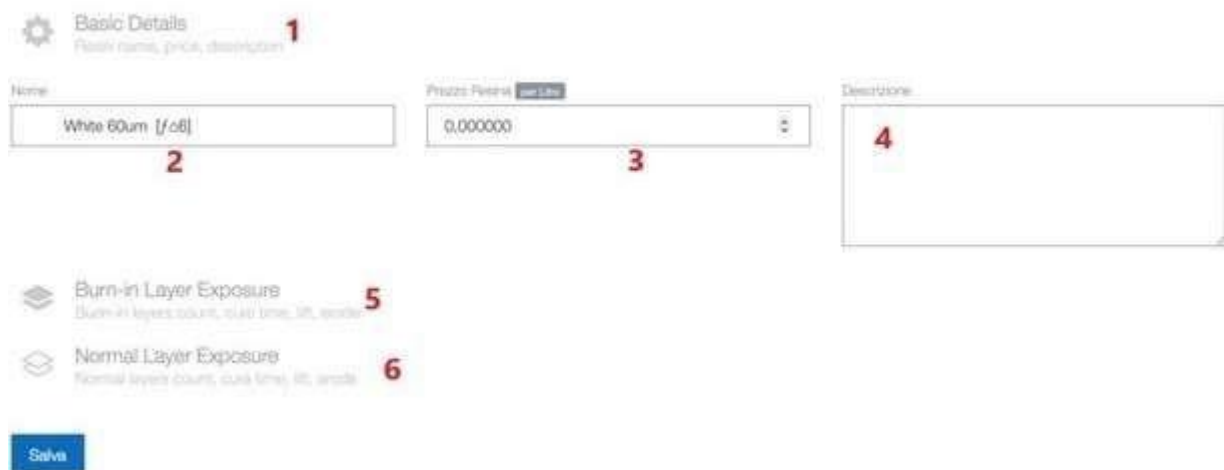 Basic Details
1
Resin name, price, description
Nome
Prezzo Resina per Litro
Descrizione
White 60um
0,000000
2
3
4
Burn-in Layer Exposure
5
Burn-in layers count, cure time, lift, erode
Normal Layer Exposure
6
Normal layers count, cure time, lift, erode
Salva